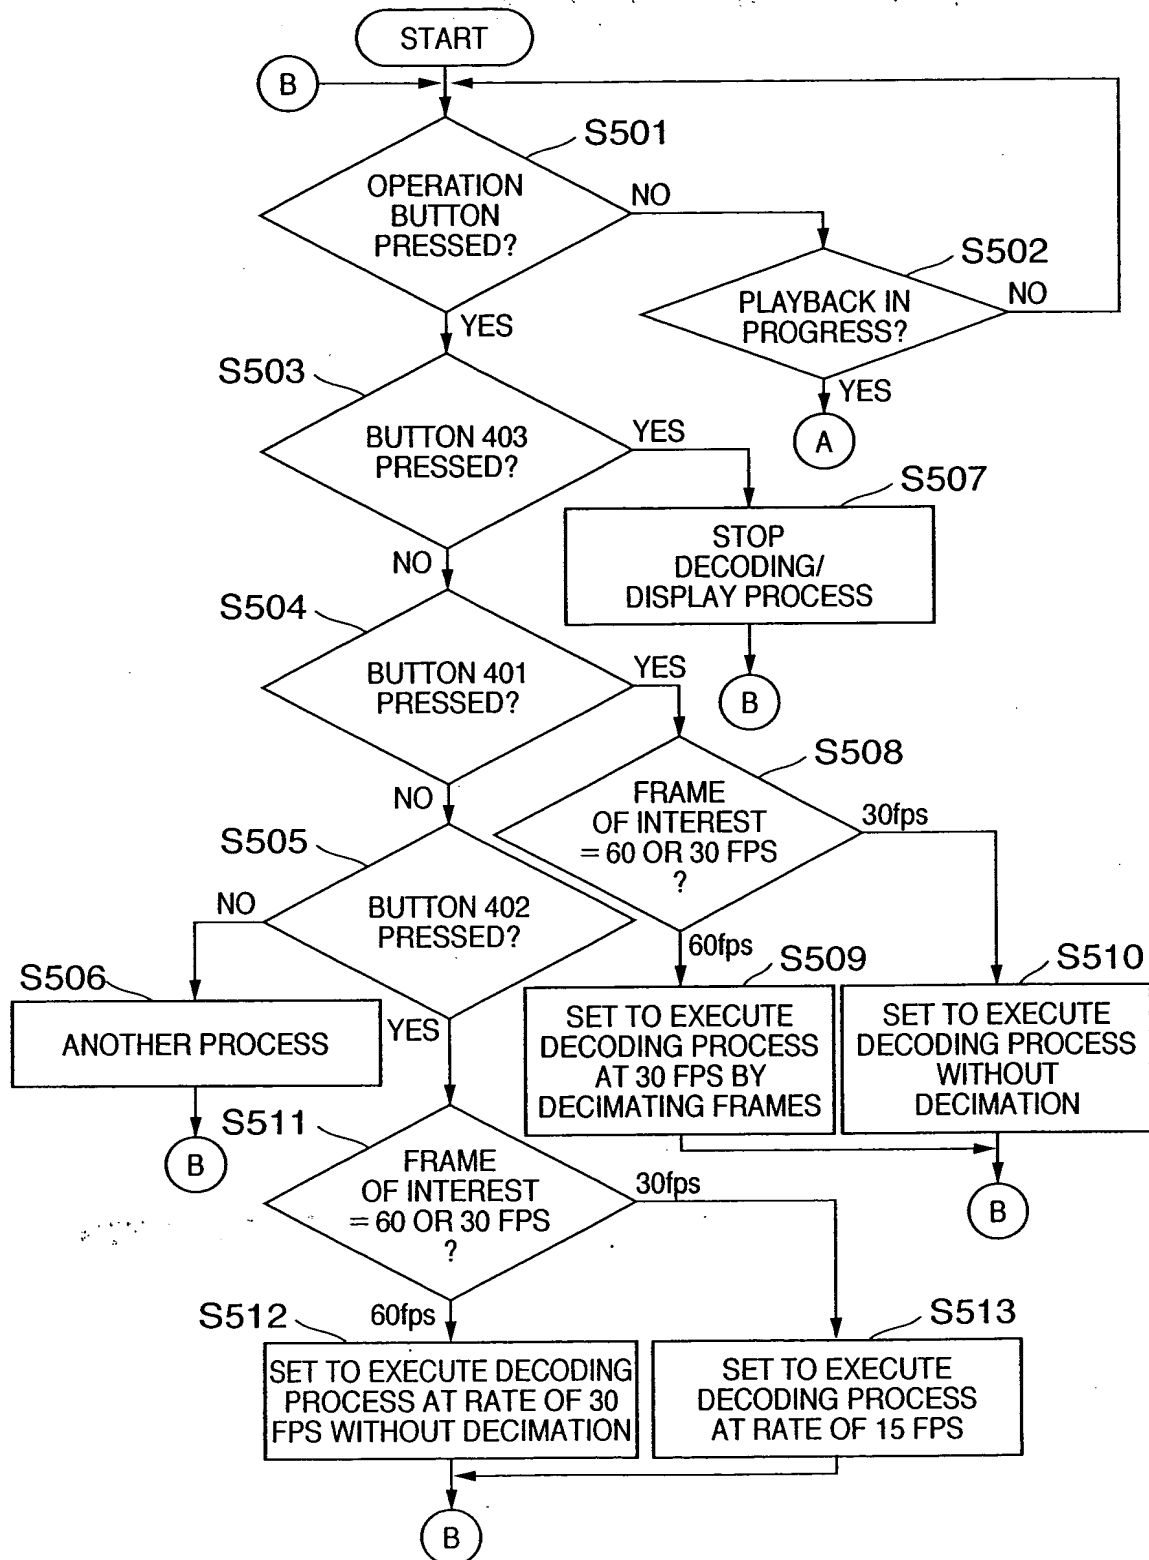 START
B
S501
OPERATION
BUTTON
PRESSED?
NO
S502
PLAYBACK IN
PROGRESS?
NO
YES
YES
A
S503
BUTTON 403
PRESSED?
YES
S507
STOP
DECODING/
DISPLAY PROCESS
B
NO
S504
BUTTON 401
PRESSED?
YES
S508
FRAME
OF INTEREST
= 60 OR 30 FPS
?
30fps
60fps
NO
S505
BUTTON 402
PRESSED?
NO
S506
ANOTHER PROCESS
B
YES
S509
SET TO EXECUTE
DECODING PROCESS
AT 30 FPS BY
DECIMATING FRAMES
S510
SET TO EXECUTE
DECODING PROCESS
WITHOUT
DECIMATION
B
S511
FRAME
OF INTEREST
= 60 OR 30 FPS
?
30fps
60fps
S512
SET TO EXECUTE DECODING
PROCESS AT RATE OF 30
FPS WITHOUT DECIMATION
S513
SET TO EXECUTE
DECODING PROCESS
AT RATE OF 15 FPS
B